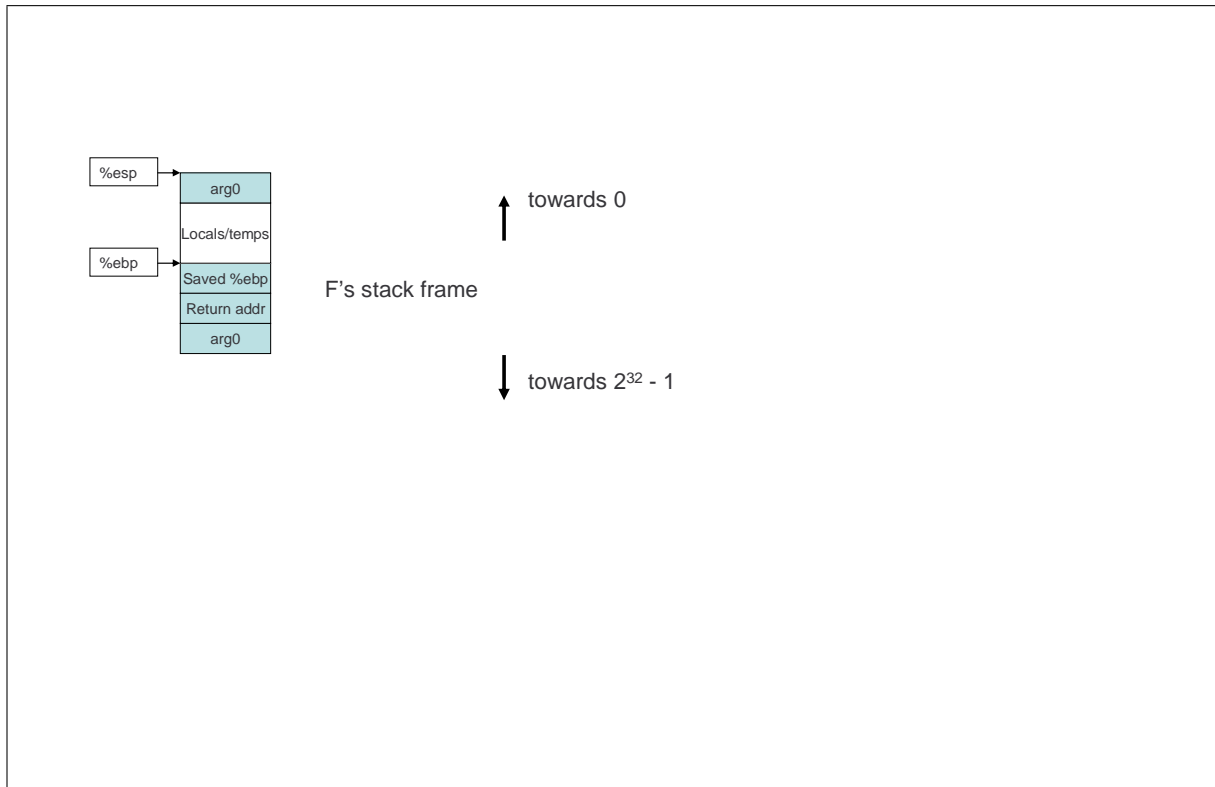 %esp
arg0
towards 0
Locals/temps
%ebp
Saved %ebp
F’s stack frame
Return addr
arg0
towards 2³² - 1